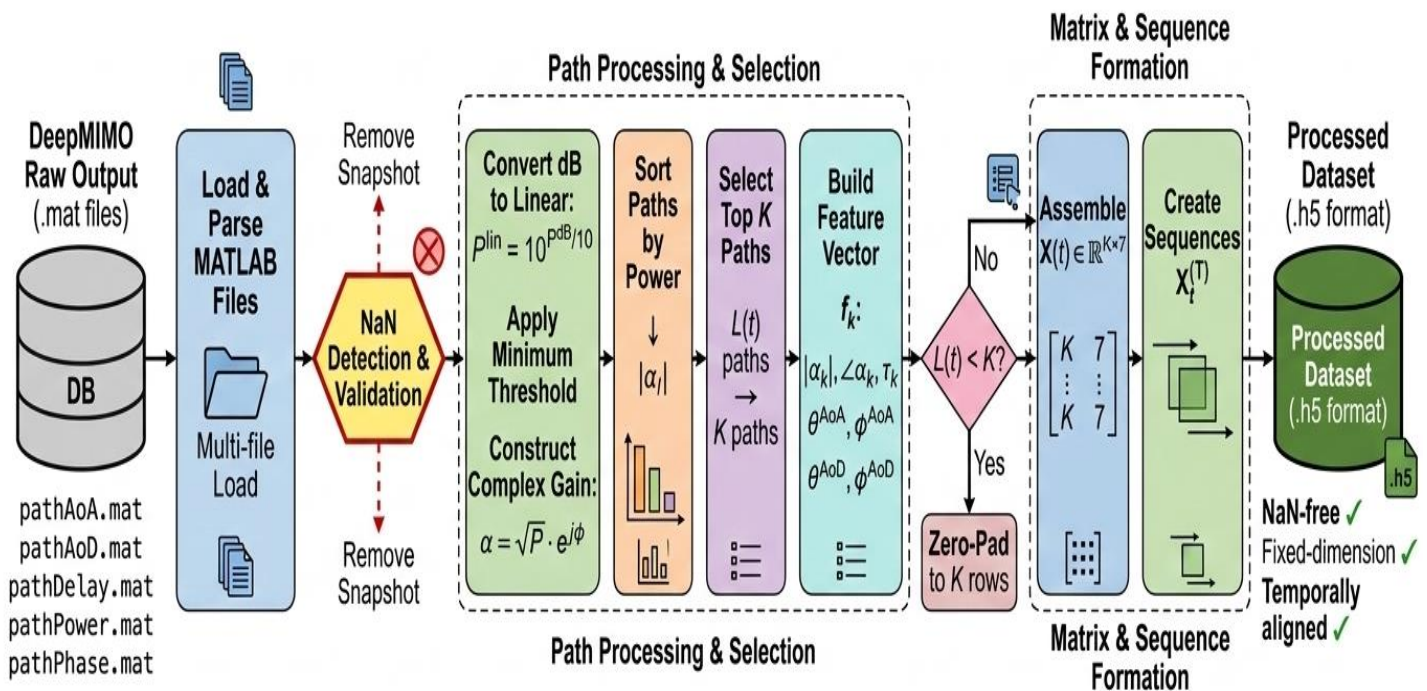 DeepMIMO
Raw Output
(.mat files)
DB
pathAoA.mat
pathAoD.mat
pathDelay.mat
pathPower.mat
pathPhase.mat
Load &
Parse
MATLAB
Files
Multi-file
Load
Remove
Snapshot
NaN
Detection &
Validation
Remove
Snapshot
Path Processing & Selection
Convert dB
to Linear:
P^lin = 10^PdB/10
Apply
Minimum
Threshold
Construct
Complex Gain:
α = √P · e^jϕ
Sort
Paths
by
Power
↓
|α_l|
Select
Top K
Paths
L(t)
paths
→
K paths
Build
Feature
Vector
f_k:
|α_k|, ∠α_k, τ_k
θ^AoA, ϕ^AoA
θ^AoD, ϕ^AoD
Path Processing & Selection
No
L(t) < K?
Yes
Zero-Pad
to K rows
Matrix & Sequence
Formation
Assemble
X(t) ∈ ℝ^K×7
K 7
⋮ ⋮
K 7
Create
Sequences
X_t^(T)
Matrix & Sequence
Formation
Processed
Dataset
(.h5 format)
Processed
Dataset
(.h5 format)
.h5
NaN-free ✓
Fixed-dimension ✓
Temporally
aligned ✓